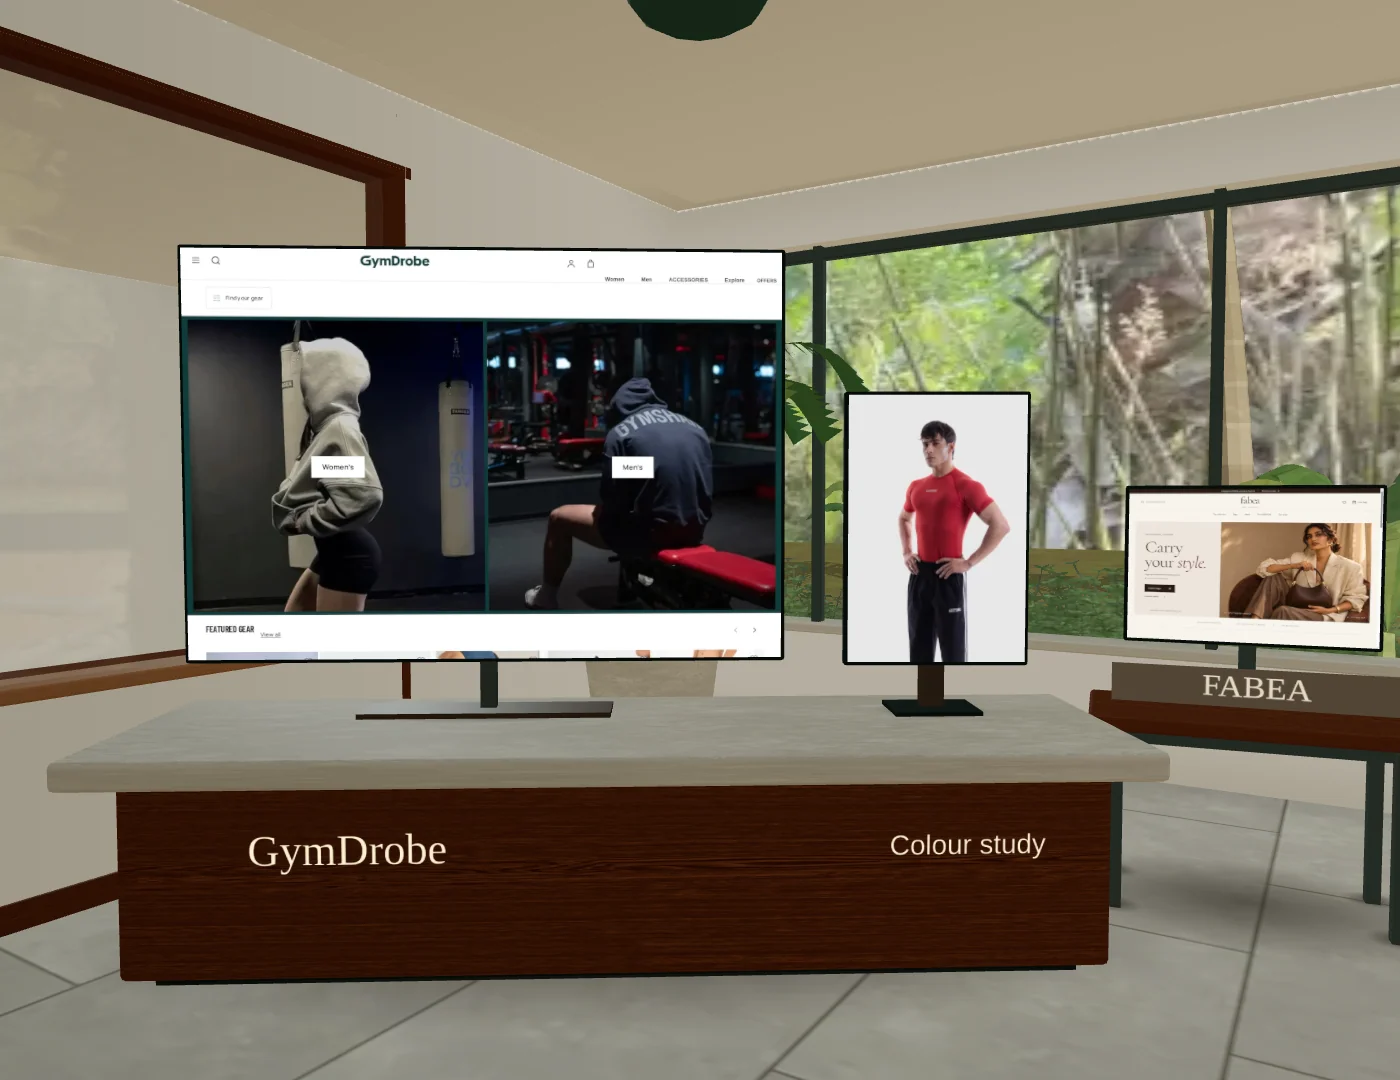 GymDrobe
Women
Men
ACCESSORIES
Explore
OFFERS
Find your gear
GYMSHA
Women's
Men's
FEATURED GEAR
View all
fabea
Carry
your style.
FABEA
GymDrobe
Colour study